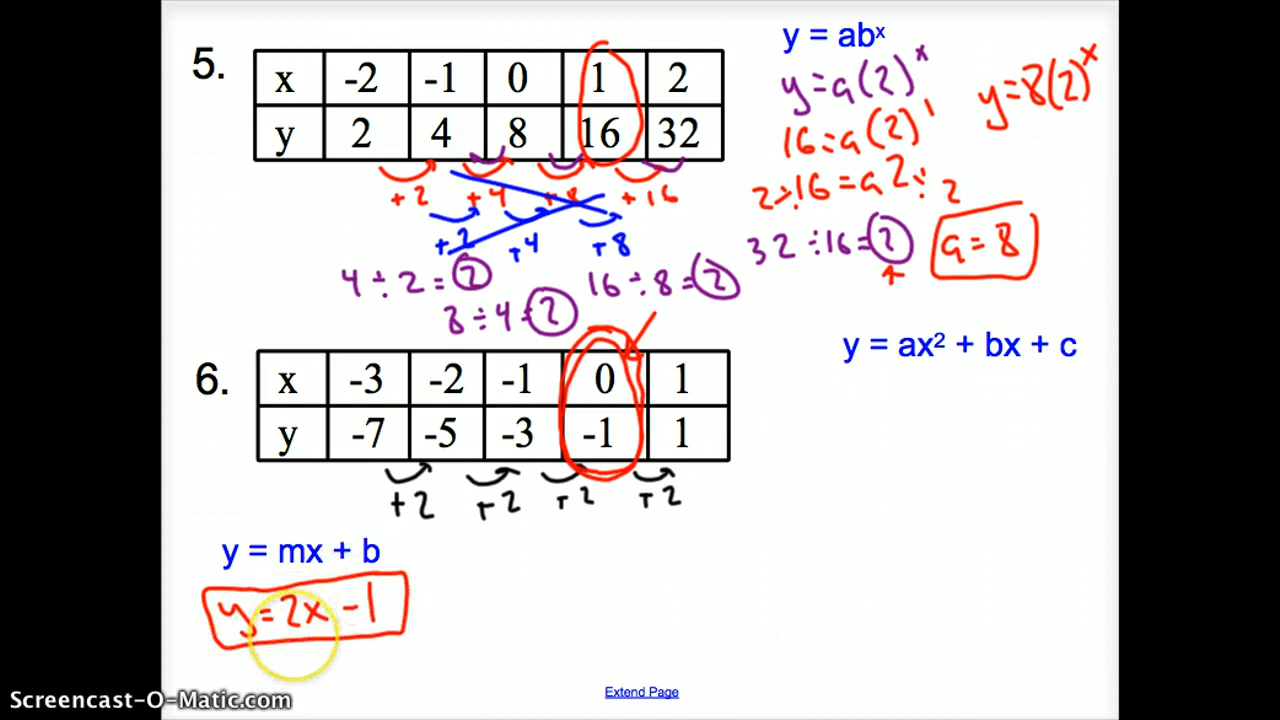 5.
x -2 -1 0 1 2
y 2 4 8 16 32
+2 +4 +8 +16
+2 +4 +8
4 ÷ 2 = 2
8 ÷ 4 = 2
16 ÷ 8 = 2
32 ÷ 16 = 2
y = abˣ
y = a(2)ˣ
16 = a(2)¹
2 ÷ 16 = a2 ÷ 2
a = 8
y = 8(2)ˣ
6.
x -3 -2 -1 0 1
y -7 -5 -3 -1 1
+2 +2 +2 +2
y = ax² + bx + c
y = mx + b
y = 2x - 1
Extend Page
Screencast-O-Matic.com